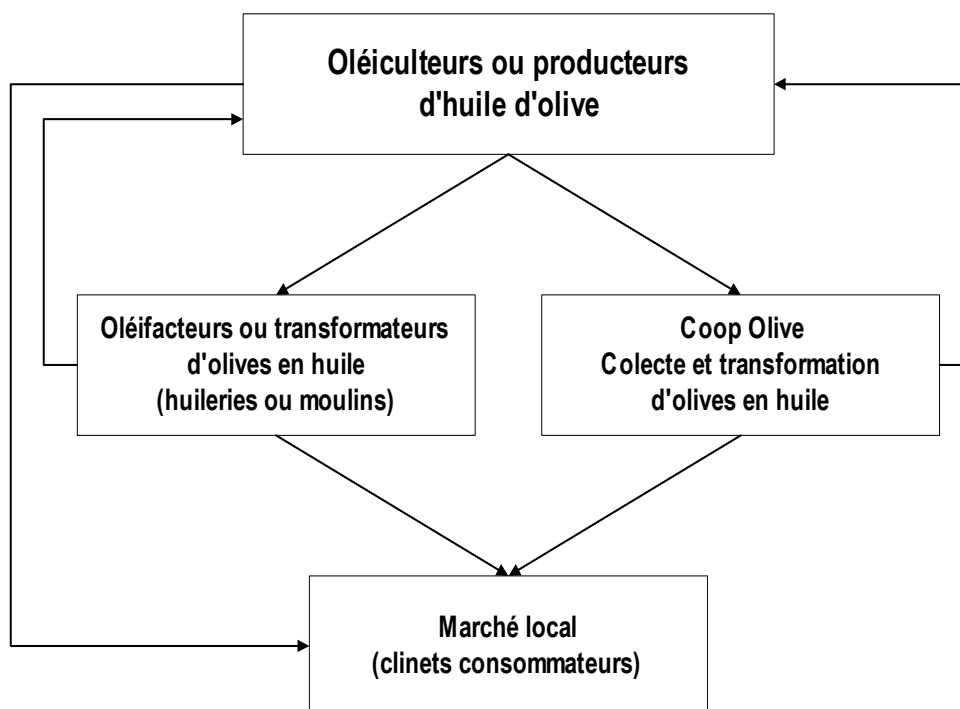 Oléiculteurs ou producteurs
d'huile d'olive
Oléifacteurs ou transformateurs
d'olives en huile
(huileries ou moulins)
Coop Olive
Colecte et transformation
d'olives en huile
Marché local
(clinets consommateurs)